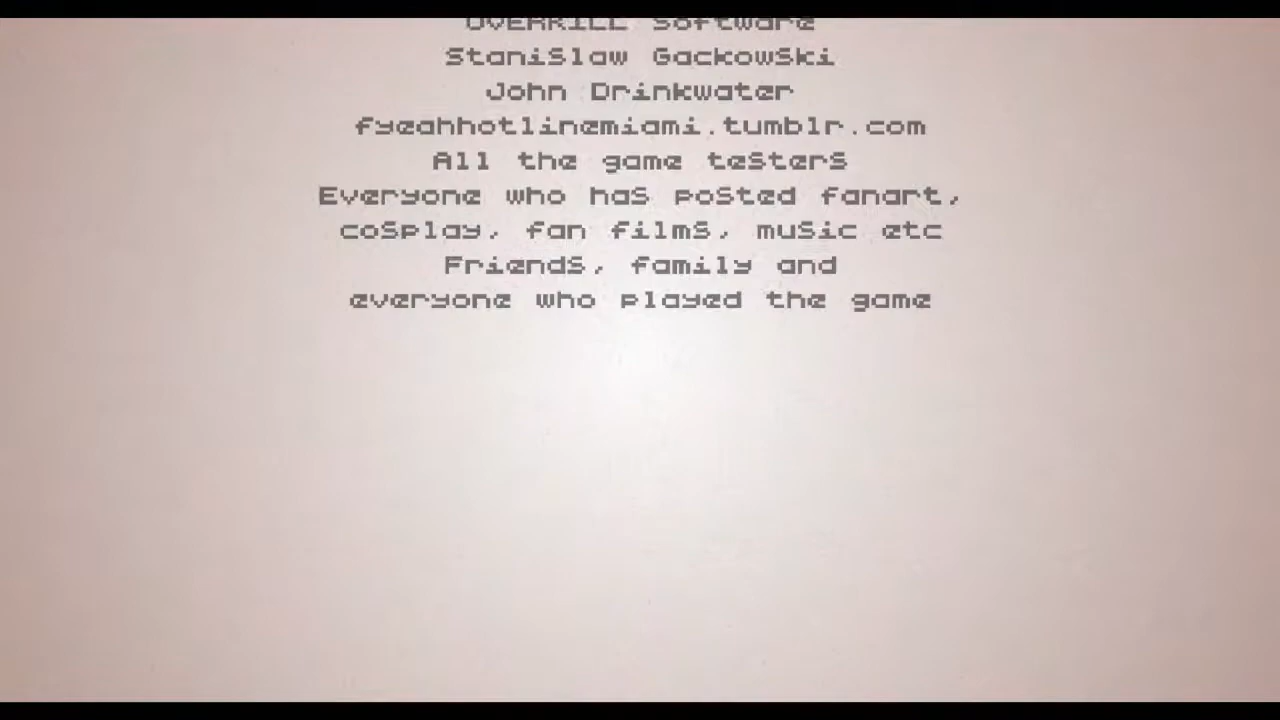 OVERKILL Software
Stanislaw Gackowski
John Drinkwater
fyeahhotlinemiami.tumblr.com
All the game testers
Everyone who has posted fanart,
cosplay, fan films, music etc
Friends, family and
everyone who played the game